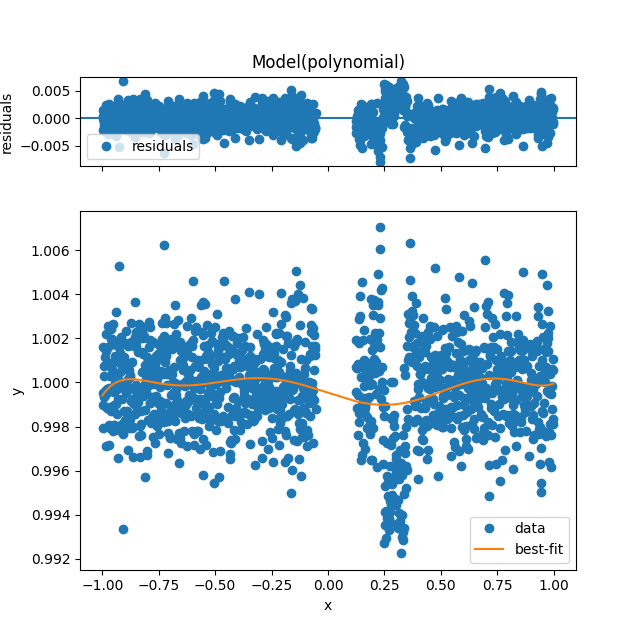 Model(polynomial)
residuals
0.005
0.000
−0.005
residuals
y
1.006
1.004
1.002
1.000
0.998
0.996
0.994
0.992
data
best-fit
−1.00 −0.75 −0.50 −0.25 0.00 0.25 0.50 0.75 1.00
x